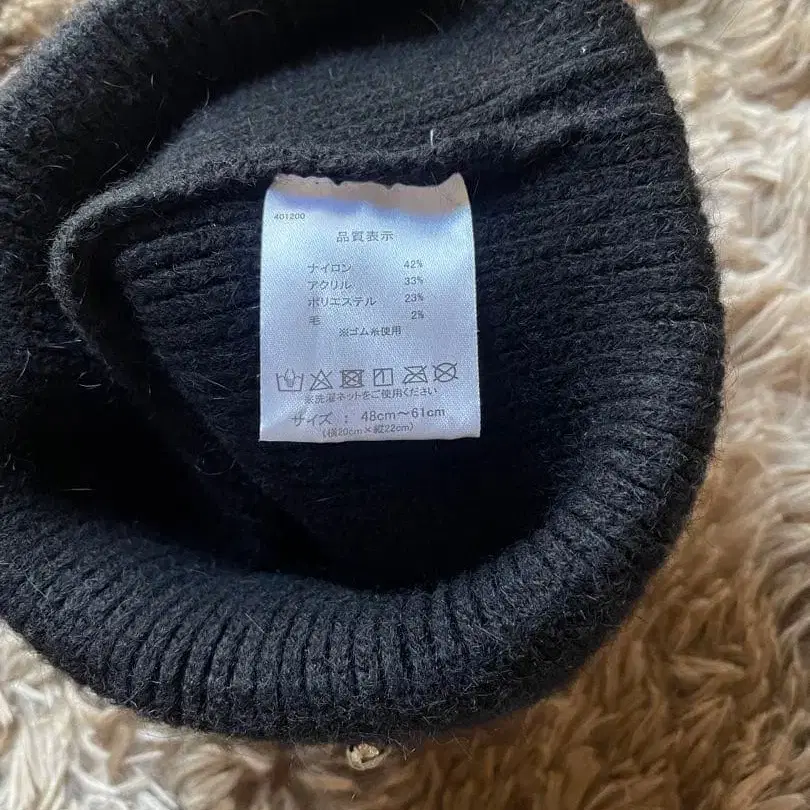 401200
品質表示
ナイロン 42%
アクリル 33%
ポリエステル 23%
毛 2%
※ゴム糸使用
※洗濯ネットをご使用ください
サイズ : 48cm〜61cm
(横20cm×縦22cm)